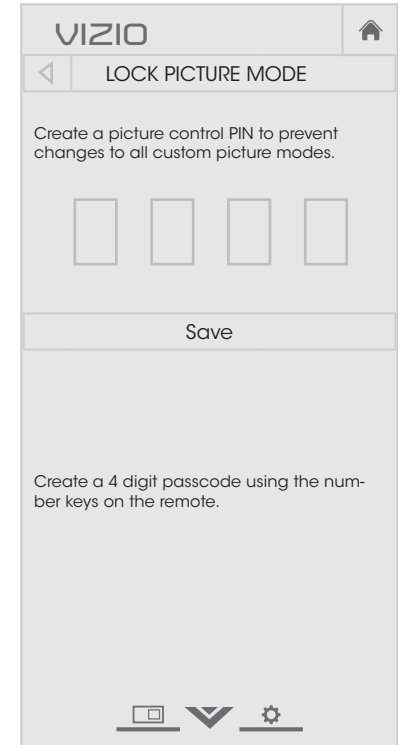 VIZIO
LOCK PICTURE MODE
Create a picture control PIN to prevent
changes to all custom picture modes.
Save
Create a 4 digit passcode using the num-
ber keys on the remote.